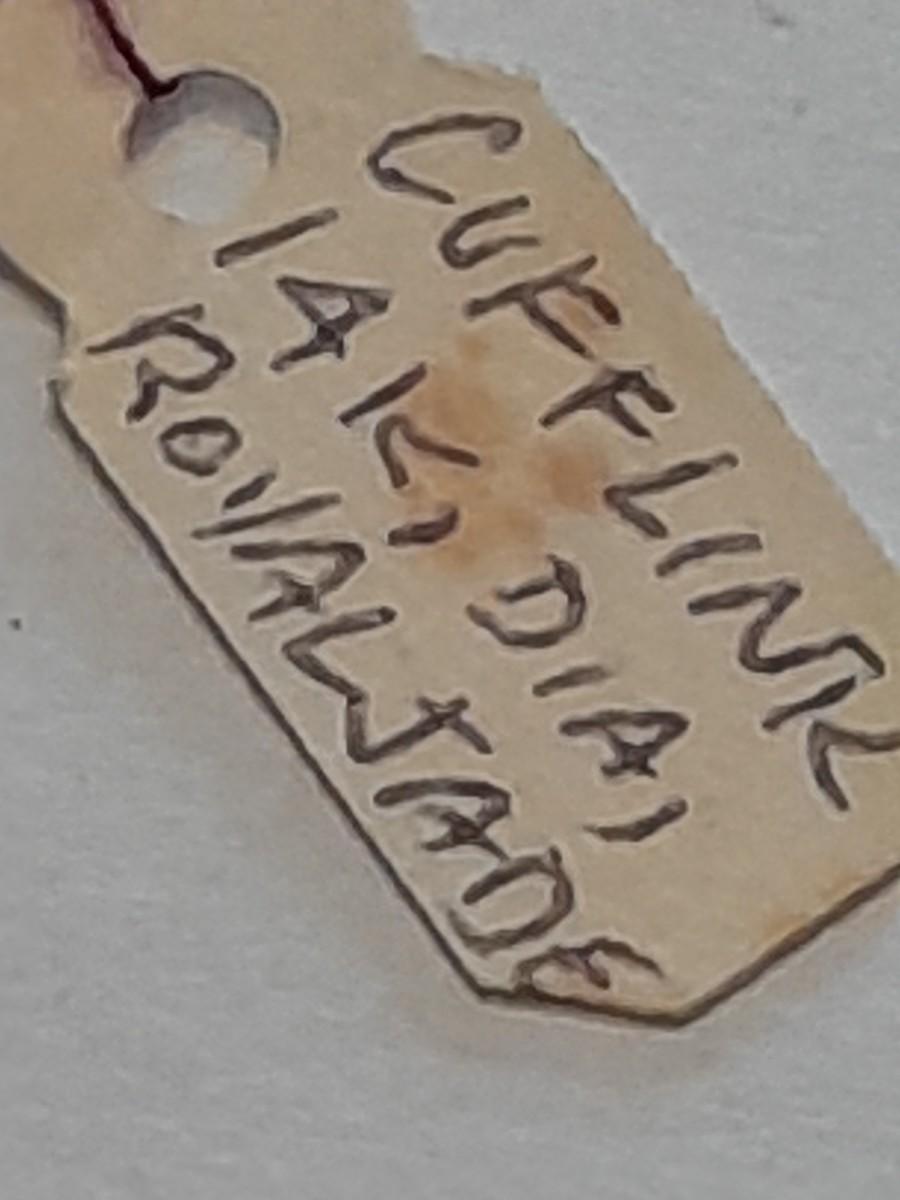 CUFFLINK
14K, DIA,
ROYALJADE